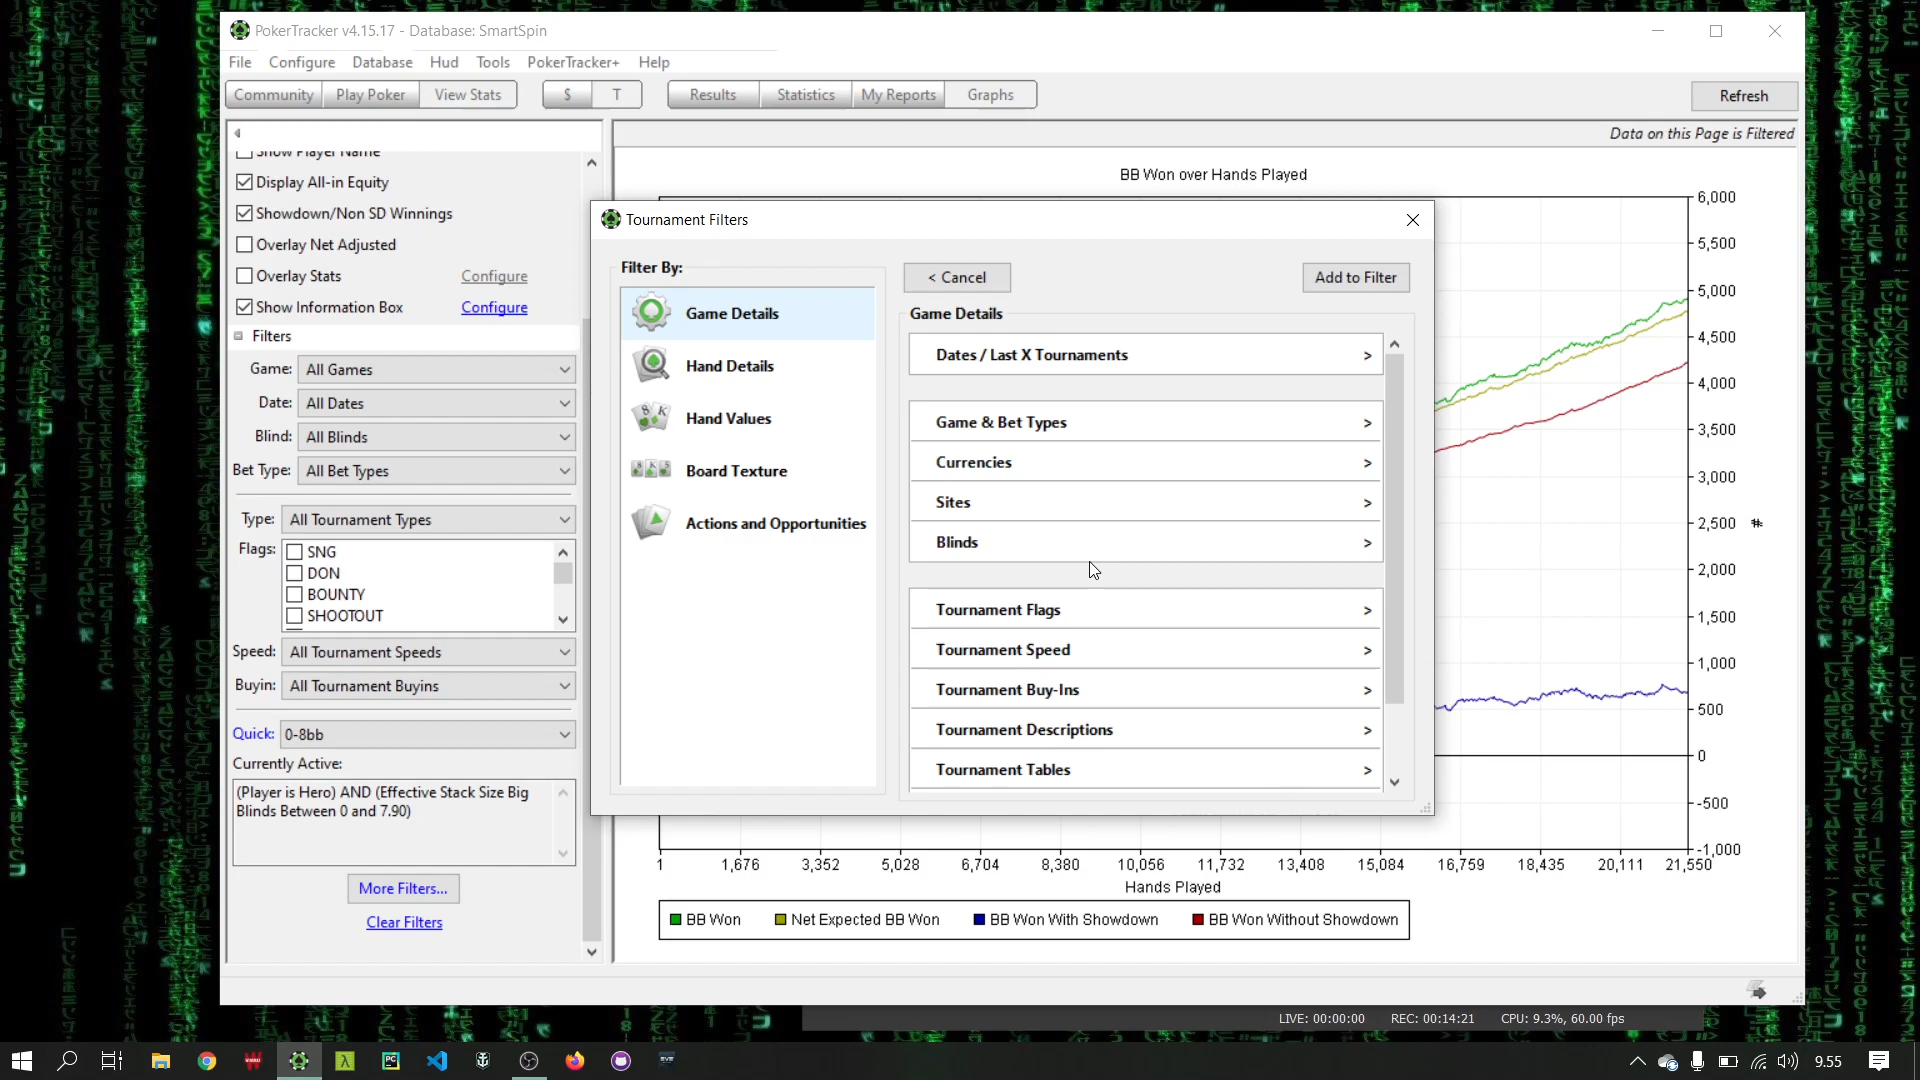 PokerTracker v4.15.17 - Database: SmartSpin
File Configure Database Hud Tools PokerTracker+ Help
Community Play Poker View Stats $ T Results Statistics My Reports Graphs Refresh
Data on this Page is Filtered
Show Player Name
Display All-in Equity
Showdown/Non SD Winnings
Overlay Net Adjusted
Overlay Stats Configure
Show Information Box Configure
Filters
Game: All Games
Date: All Dates
Blind: All Blinds
Bet Type: All Bet Types
Type: All Tournament Types
Flags: SNG
DON
BOUNTY
SHOOTOUT
Speed: All Tournament Speeds
Buyin: All Tournament Buyins
Quick: 0-8bb
Currently Active:
(Player is Hero) AND (Effective Stack Size Big
Blinds Between 0 and 7.90)
More Filters...
Clear Filters
Tournament Filters
Filter By:
Game Details
Hand Details
Hand Values
Board Texture
Actions and Opportunities
< Cancel Add to Filter
Game Details
Dates / Last X Tournaments >
Game & Bet Types >
Currencies >
Sites >
Blinds >
Tournament Flags >
Tournament Speed >
Tournament Buy-Ins >
Tournament Descriptions >
Tournament Tables >
BB Won over Hands Played
6,000
5,500
5,000
4,500
4,000
3,500
3,000
2,500 #
2,000
1,500
1,000
500
0
-500
-1,000
1 1,676 3,352 5,028 6,704 8,380 10,056 11,732 13,408 15,084 16,759 18,435 20,111 21,550
Hands Played
BB Won Net Expected BB Won BB Won With Showdown BB Won Without Showdown
LIVE: 00:00:00 REC: 00:14:21 CPU: 9.3%, 60.00 fps
9.55